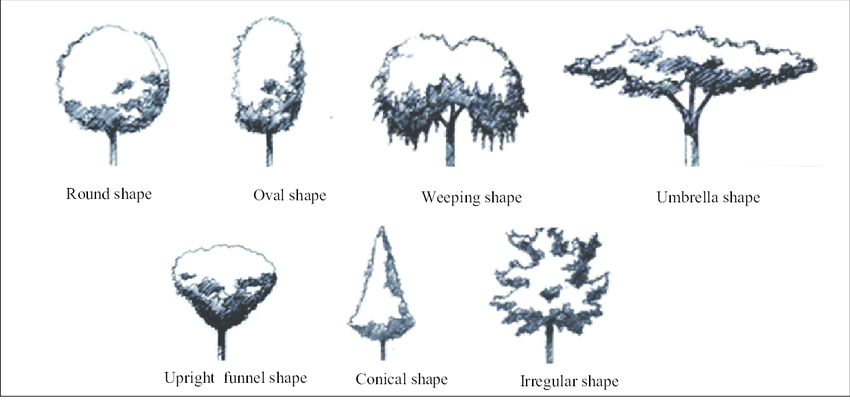 Round shape
Oval shape
Weeping shape
Umbrella shape
Upright funnel shape
Conical shape
Irregular shape